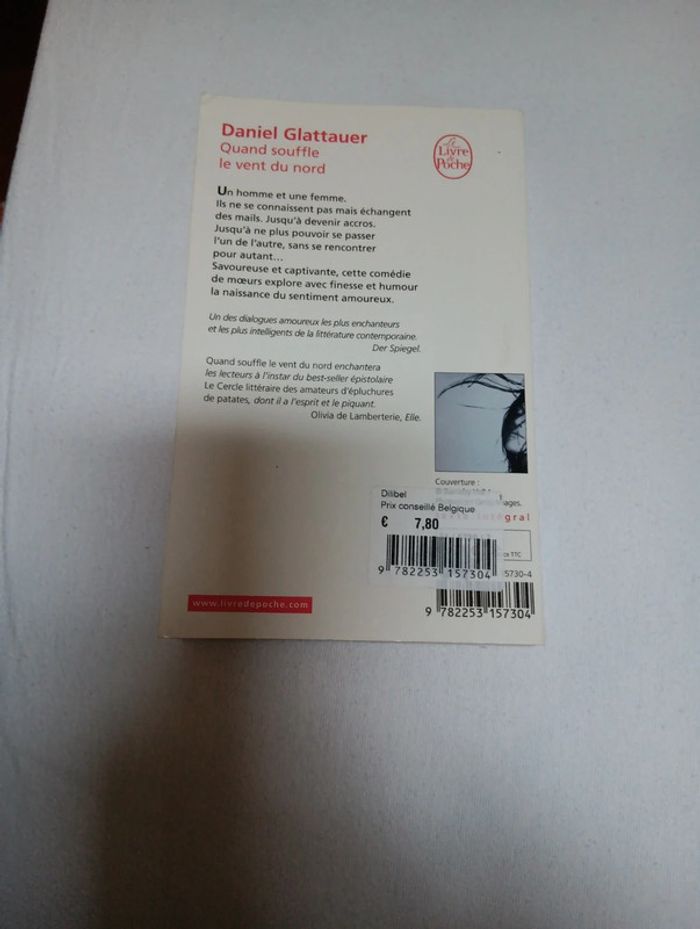 Daniel Glattauer
Quand souffle
le vent du nord
Le
Livre
de
Poche
Un homme et une femme.
Ils ne se connaissent pas mais échangent
des mails. Jusqu'à devenir accros.
Jusqu'à ne plus pouvoir se passer
l'un de l'autre, sans se rencontrer
pour autant…
Savoureuse et captivante, cette comédie
de mœurs explore avec finesse et humour
la naissance du sentiment amoureux.
Un des dialogues amoureux les plus enchanteurs
et les plus intelligents de la littérature contemporaine.
Der Spiegel.
Quand souffle le vent du nord enchantera
les lecteurs à l'instar du best-seller épistolaire
Le Cercle littéraire des amateurs d'épluchures
de patates, dont il a l'esprit et le piquant.
Olivia de Lamberterie, Elle.
Couverture :
Dilibel
Prix conseillé Belgique
€ 7,80
9 782253 157304
TTC
5730-4
9 782253 157304
www.livredepoche.com